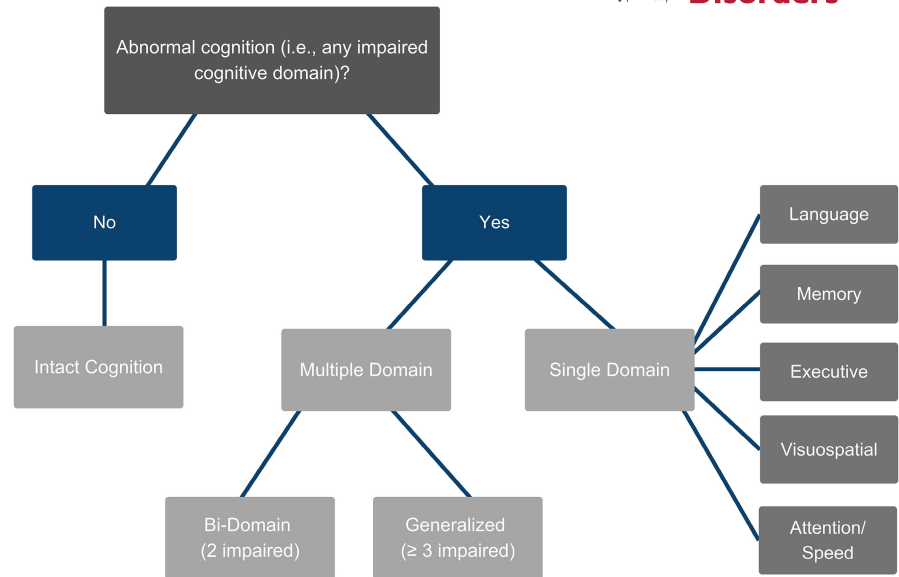 Disorders
Abnormal cognition (i.e., any impaired
cognitive domain)?
No
Yes
Language
Memory
Executive
Visuospatial
Attention/
Speed
Intact Cognition
Multiple Domain
Single Domain
Bi-Domain
(2 impaired)
Generalized
(≥ 3 impaired)